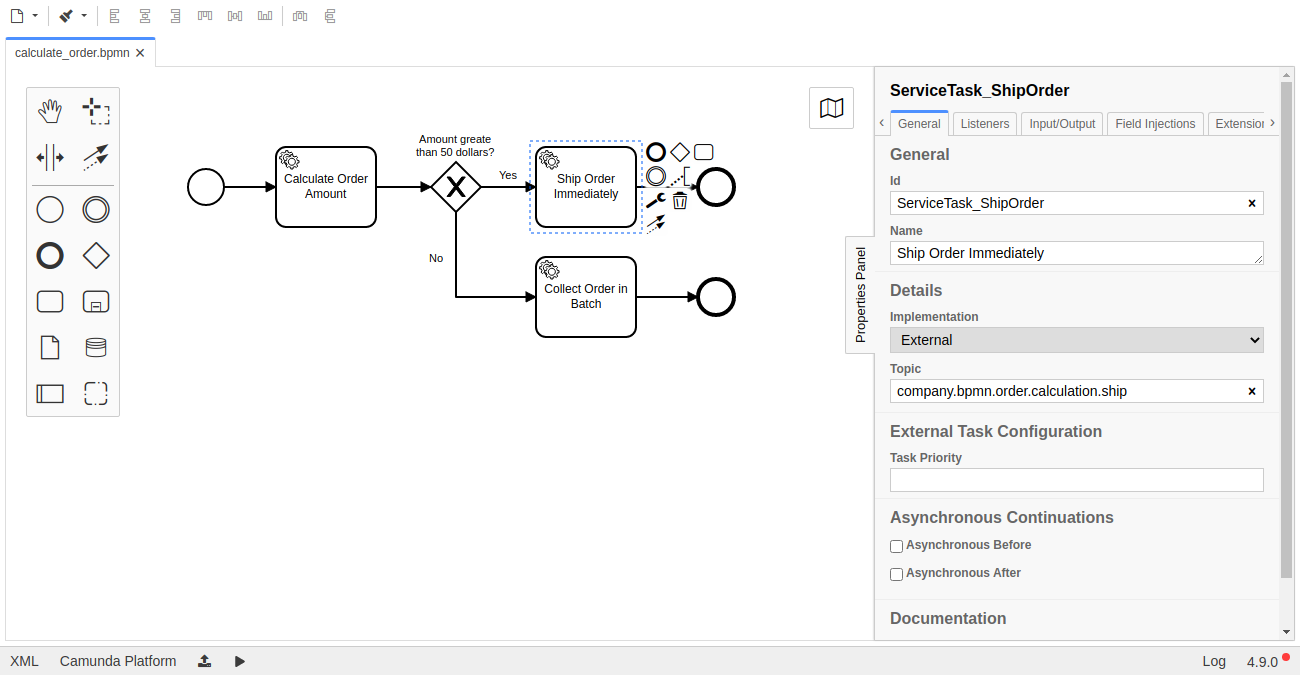 calculate_order.bpmn
Amount greate
than 50 dollars?
Calculate Order
Amount
Yes
Ship Order
Immediately
No
Collect Order in
Batch
Properties Panel
ServiceTask_ShipOrder
General
Listeners
Input/Output
Field Injections
Extension
General
Id
ServiceTask_ShipOrder
Name
Ship Order Immediately
Details
Implementation
External
Topic
company.bpmn.order.calculation.ship
External Task Configuration
Task Priority
Asynchronous Continuations
Asynchronous Before
Asynchronous After
Documentation
XML
Camunda Platform
Log
4.9.0